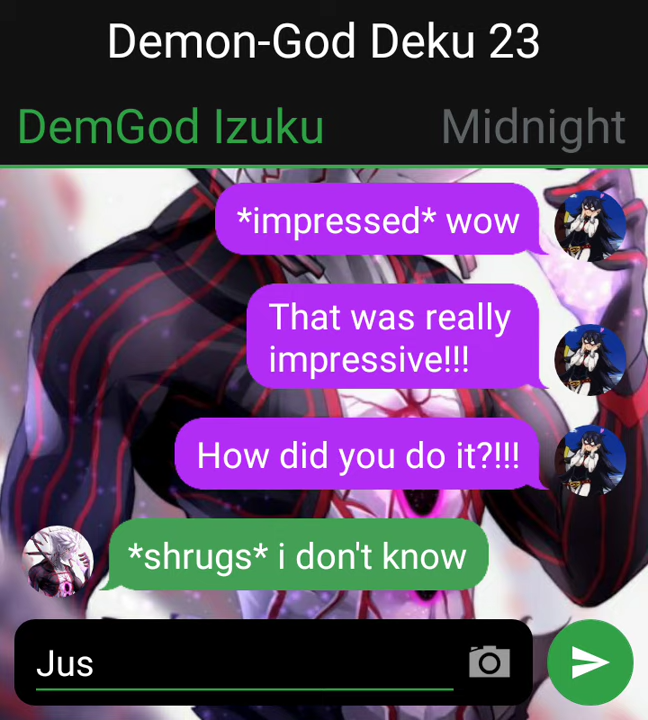 Demon-God Deku 23
DemGod Izuku
Midnight
*impressed* wow
That was really
impressive!!!
How did you do it?!!!
*shrugs* i don't know
Jus